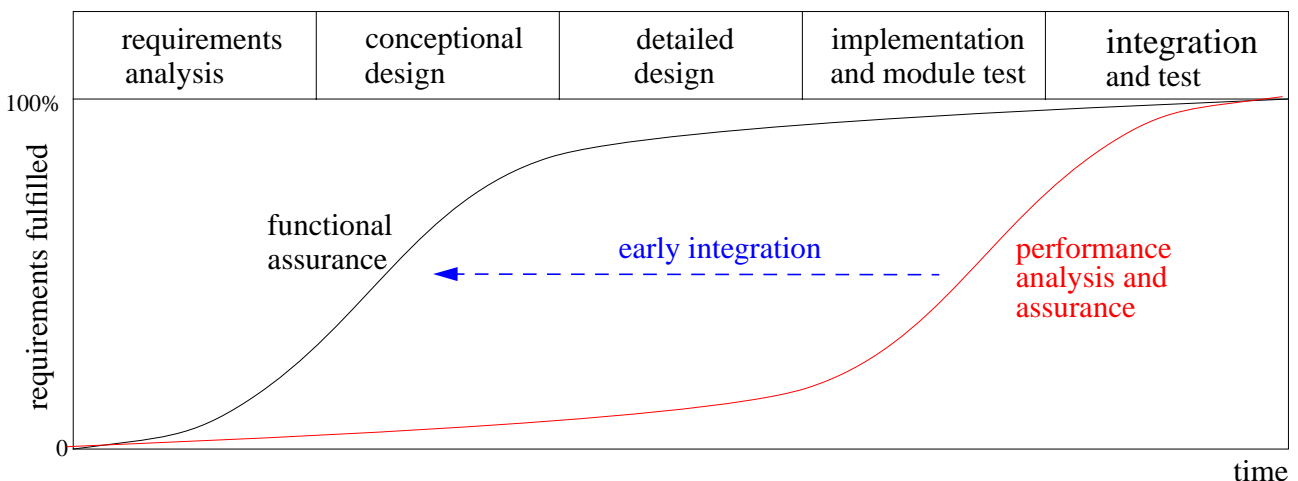 requirements
analysis
conceptual
design
detailed
design
implementation
and module test
integration
and test
100%
requirements fulfilled
functional
assurance
early integration
performance
analysis and
assurance
0
time